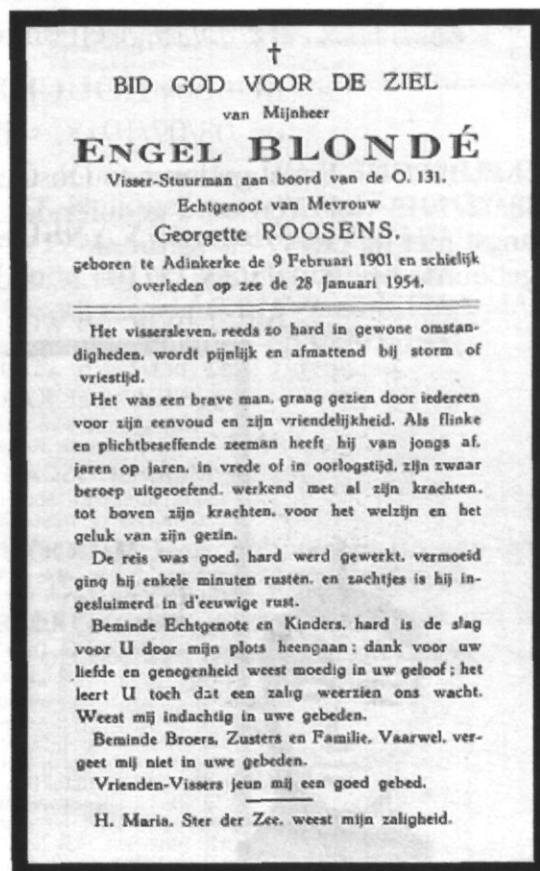 BID GOD VOOR DE ZIEL
van Mijnheer
ENGEL BLONDÉ
Visser-Stuurman aan boord van de O. 131.
Echtgenoot van Mevrouw
Georgette ROOSENS,
geboren te Adinkerke de 9 Februari 1901 en schielijk
overleden op zee de 28 Januari 1954.
Het vissersleven, reeds zo hard in gewone omstan-
digheden, wordt pijnlijk en afmattend bij storm of
vriestijd.
Het was een brave man, graag gezien door iedereen
voor zijn eenvoud en zijn vriendelijkheid. Als flinke
en plichtbeseffende zeeman heeft hij van jongs af,
jaren op jaren, in vrede of in oorlogstijd, zijn zwaar
beroep uitgeoefend, werkend met al zijn krachten,
tot boven zijn krachten, voor het welzijn en het
geluk van zijn gezin.
De reis was goed, hard werd gewerkt, vermoeid
ging hij enkele minuten rusten, en zachtjes is hij in-
gesluimerd in d'eeuwige rust.
Beminde Echtgenote en Kinders, hard is de slag
voor U door mijn plots heengaan ; dank voor uw
liefde en genegenheid weest moedig in uw geloof ; het
leert U toch dat een zalig weerzien ons wacht.
Weest mij indachtig in uwe gebeden.
Beminde Broers, Zusters en Familie, Vaarwel, ver-
geet mij niet in uwe gebeden.
Vrienden-Vissers jeun mij een goed gebed.
H. Maria, Ster der Zee, weest mijn zaligheid.